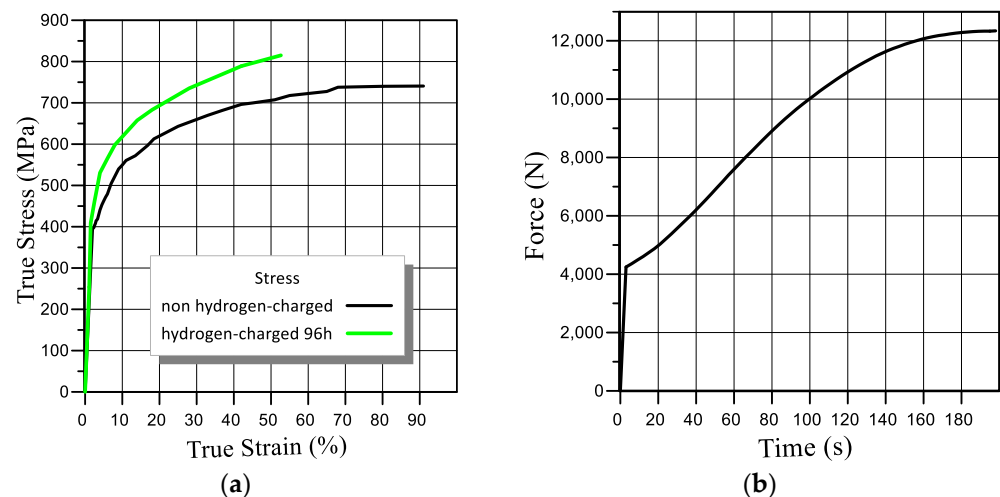 900
800
700
600
500
400
300
200
100
0
True Stress (MPa)
Stress
non hydrogen-charged
hydrogen-charged 96h
0 10 20 30 40 50 60 70 80 90
True Strain (%)
(a)
12,000
10,000
8,000
6,000
4,000
2,000
0
Force (N)
0 20 40 60 80 100 120 140 160 180
Time (s)
(b)